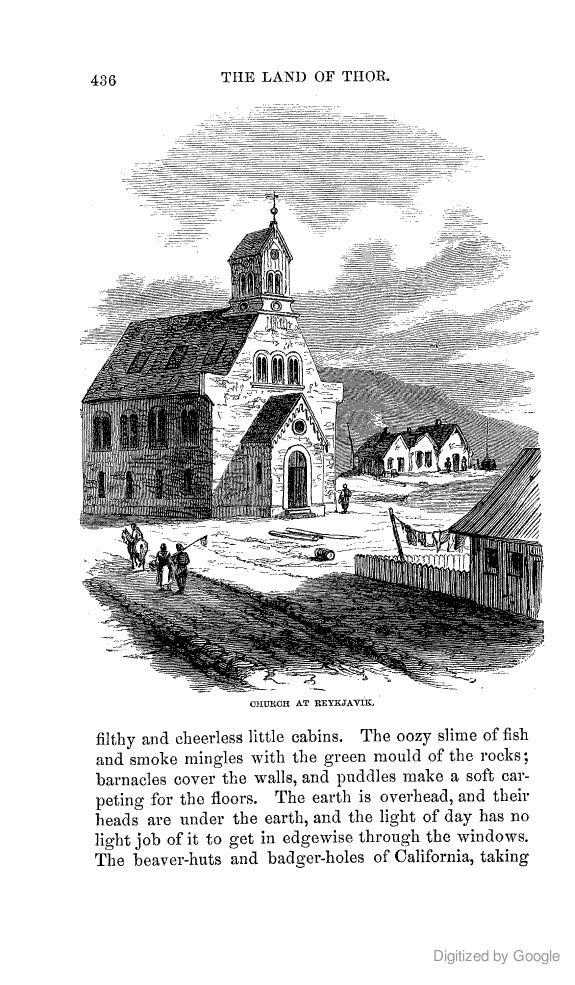 436
THE LAND OF THOR.
CHURCH AT REYKJAVIK.
filthy and cheerless little cabins. The oozy slime of fish
and smoke mingles with the green mould of the rocks;
barnacles cover the walls, and puddles make a soft car-
peting for the floors. The earth is overhead, and their
heads are under the earth, and the light of day has no
light job of it to get in edgewise through the windows.
The beaver-huts and badger-holes of California, taking
Digitized by Google